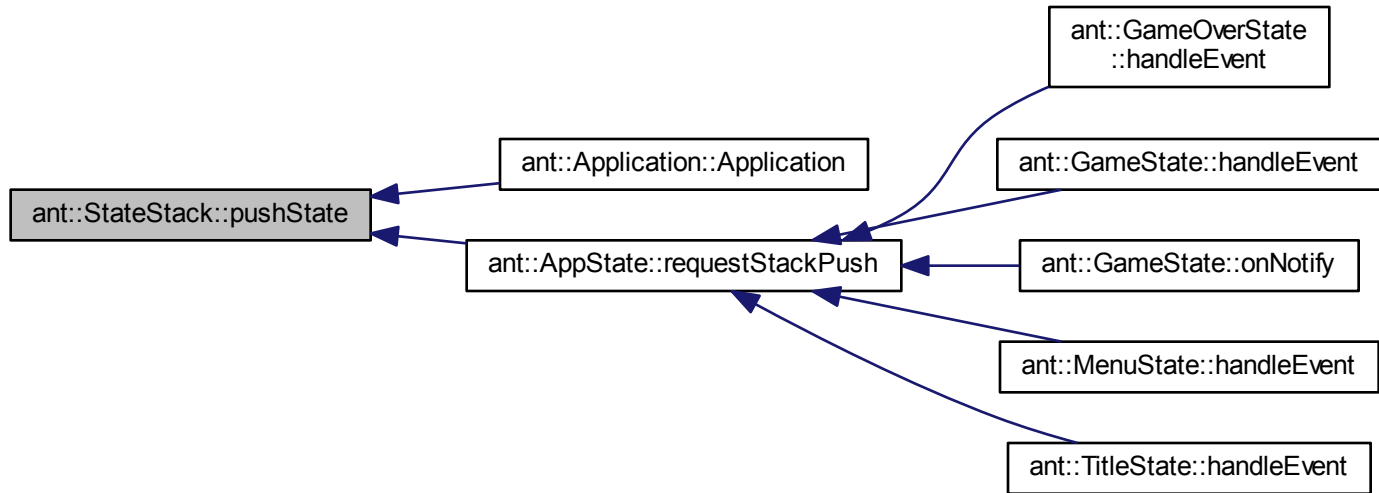 ant::GameOverState
::handleEvent
ant::Application::Application
ant::GameState::handleEvent
ant::StateStack::pushState
ant::AppState::requestStackPush
ant::GameState::onNotify
ant::MenuState::handleEvent
ant::TitleState::handleEvent